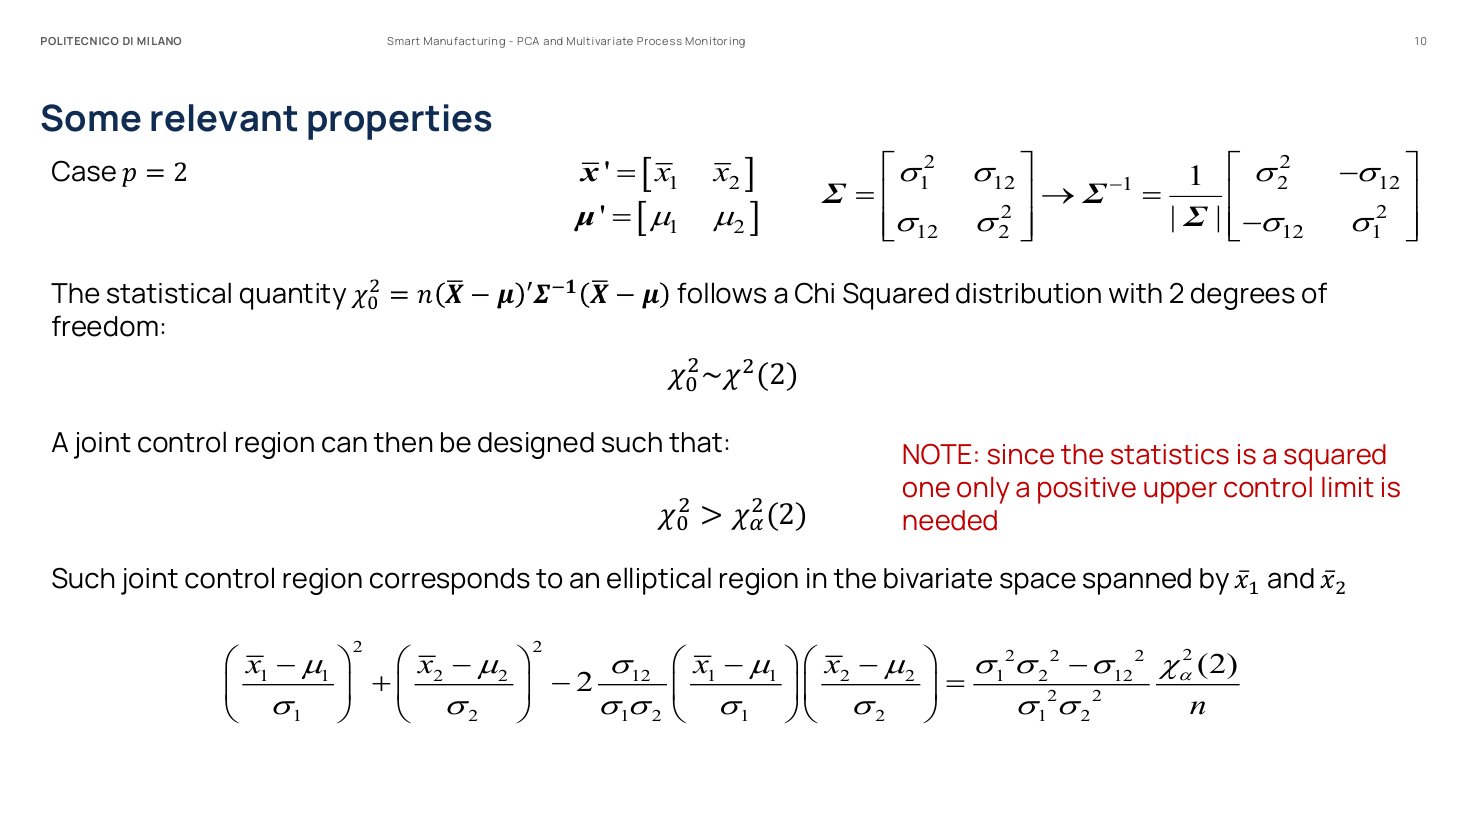 POLITECNICO DI MILANO
Smart Manufacturing - PCA and Multivariate Process Monitoring
10
Some relevant properties
Case p = 2
x̅' = [x̅₁ x̅₂]
μ' = [μ₁ μ₂]
Σ = [σ₁² σ₁₂; σ₁₂ σ₂²] → Σ⁻¹ = 1/|Σ| [σ₂² −σ₁₂; −σ₁₂ σ₁²]
The statistical quantity χ₀² = n(X̅ − μ)′Σ⁻¹(X̅ − μ) follows a Chi Squared distribution with 2 degrees of
freedom:
χ₀²~χ²(2)
A joint control region can then be designed such that:
NOTE: since the statistics is a squared
one only a positive upper control limit is
needed
χ₀² > χ_α²(2)
Such joint control region corresponds to an elliptical region in the bivariate space spanned by x̅₁ and x̅₂
((x̅₁ − μ₁)/σ₁)² + ((x̅₂ − μ₂)/σ₂)² − 2 σ₁₂/(σ₁σ₂) ((x̅₁ − μ₁)/σ₁)((x̅₂ − μ₂)/σ₂) = (σ₁²σ₂² − σ₁₂²)/(σ₁²σ₂²) χ_α²(2)/n